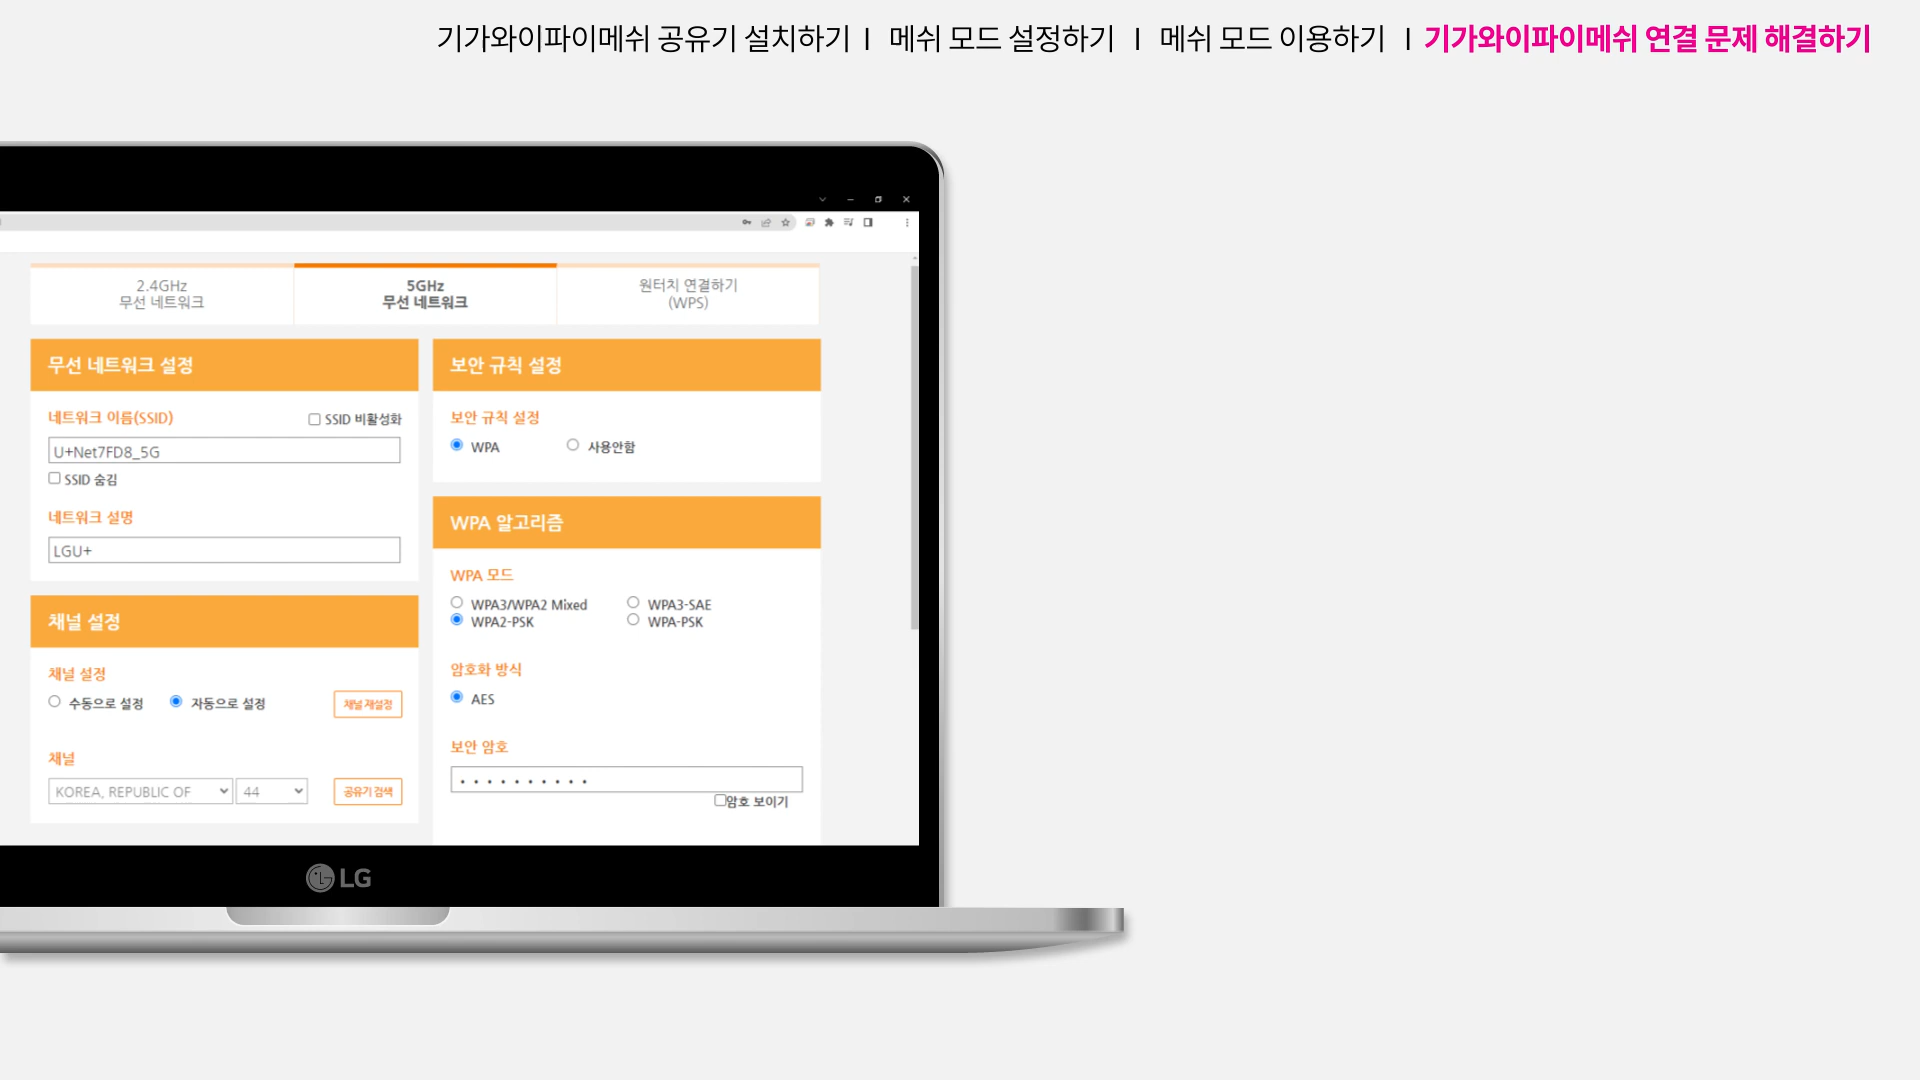 기가와이파이메쉬 공유기 설치하기 I 메쉬 모드 설정하기 I 메쉬 모드 이용하기 I 기가와이파이메쉬 연결 문제 해결하기
2.4GHz
무선 네트워크
5GHz
무선 네트워크
원터치 연결하기
(WPS)
무선 네트워크 설정
네트워크 이름(SSID)
SSID 비활성화
U+Net7FD8_5G
SSID 숨김
네트워크 설명
LGU+
채널 설정
채널 설정
수동으로 설정 자동으로 설정 채널 재설정
채널
KOREA, REPUBLIC OF 44 공유기 검색
보안 규칙 설정
보안 규칙 설정
WPA 사용안함
WPA 알고리즘
WPA 모드
WPA3/WPA2 Mixed WPA3-SAE
WPA2-PSK WPA-PSK
암호화 방식
AES
보안 암호
암호 보이기
LG